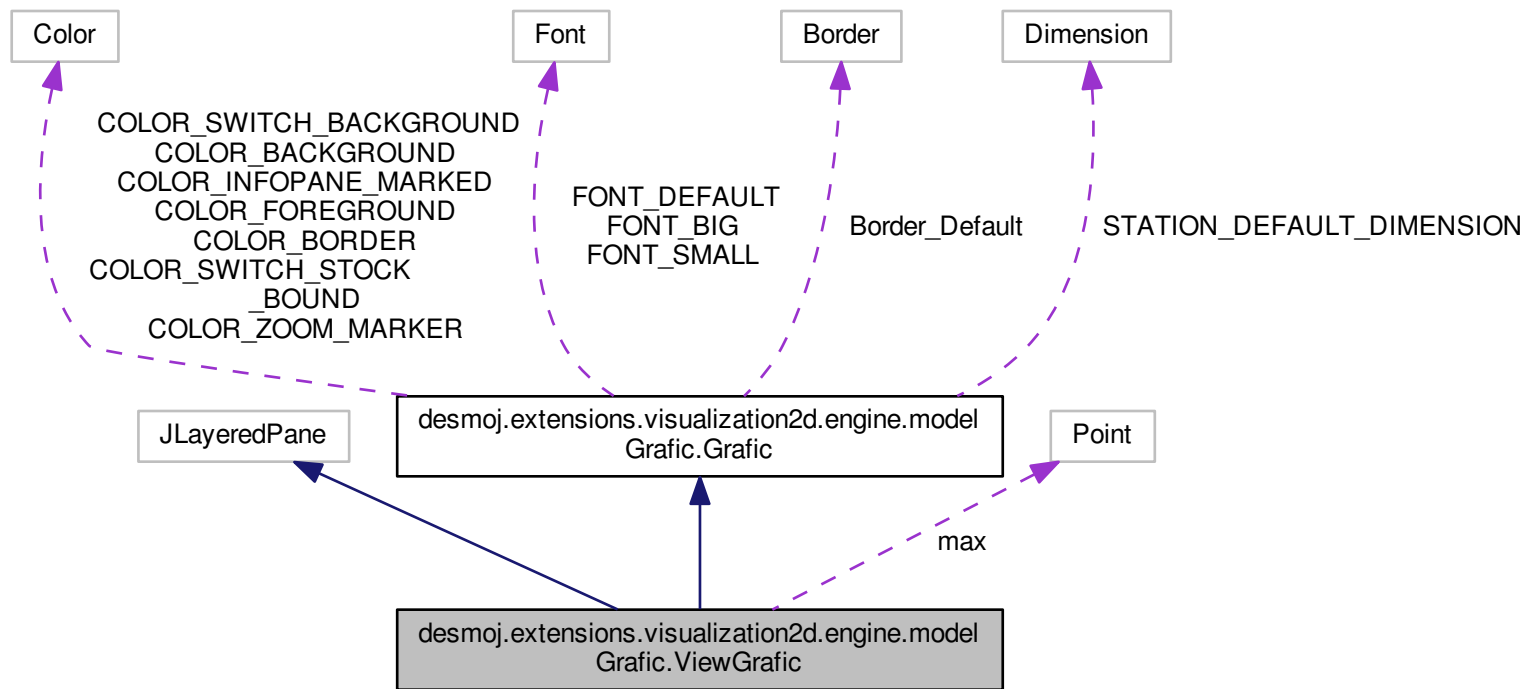 Color
Font
Border
Dimension
COLOR_SWITCH_BACKGROUND
COLOR_BACKGROUND
COLOR_INFOPANE_MARKED
COLOR_FOREGROUND
COLOR_BORDER
COLOR_SWITCH_STOCK
_BOUND
COLOR_ZOOM_MARKER
FONT_DEFAULT
FONT_BIG
FONT_SMALL
Border_Default
STATION_DEFAULT_DIMENSION
JLayeredPane
desmoj.extensions.visualization2d.engine.model
Grafic.Grafic
Point
max
desmoj.extensions.visualization2d.engine.model
Grafic.ViewGrafic